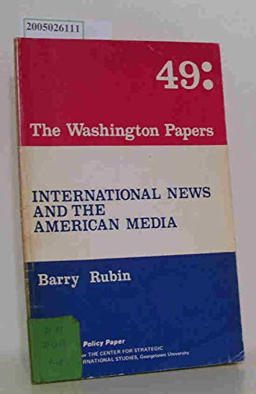 2005026111
49:
The Washington Papers
INTERNATIONAL NEWS
AND THE
AMERICAN MEDIA
Barry Rubin
Policy Paper
THE CENTER FOR STRATEGIC
STUDIES, Georgetown University